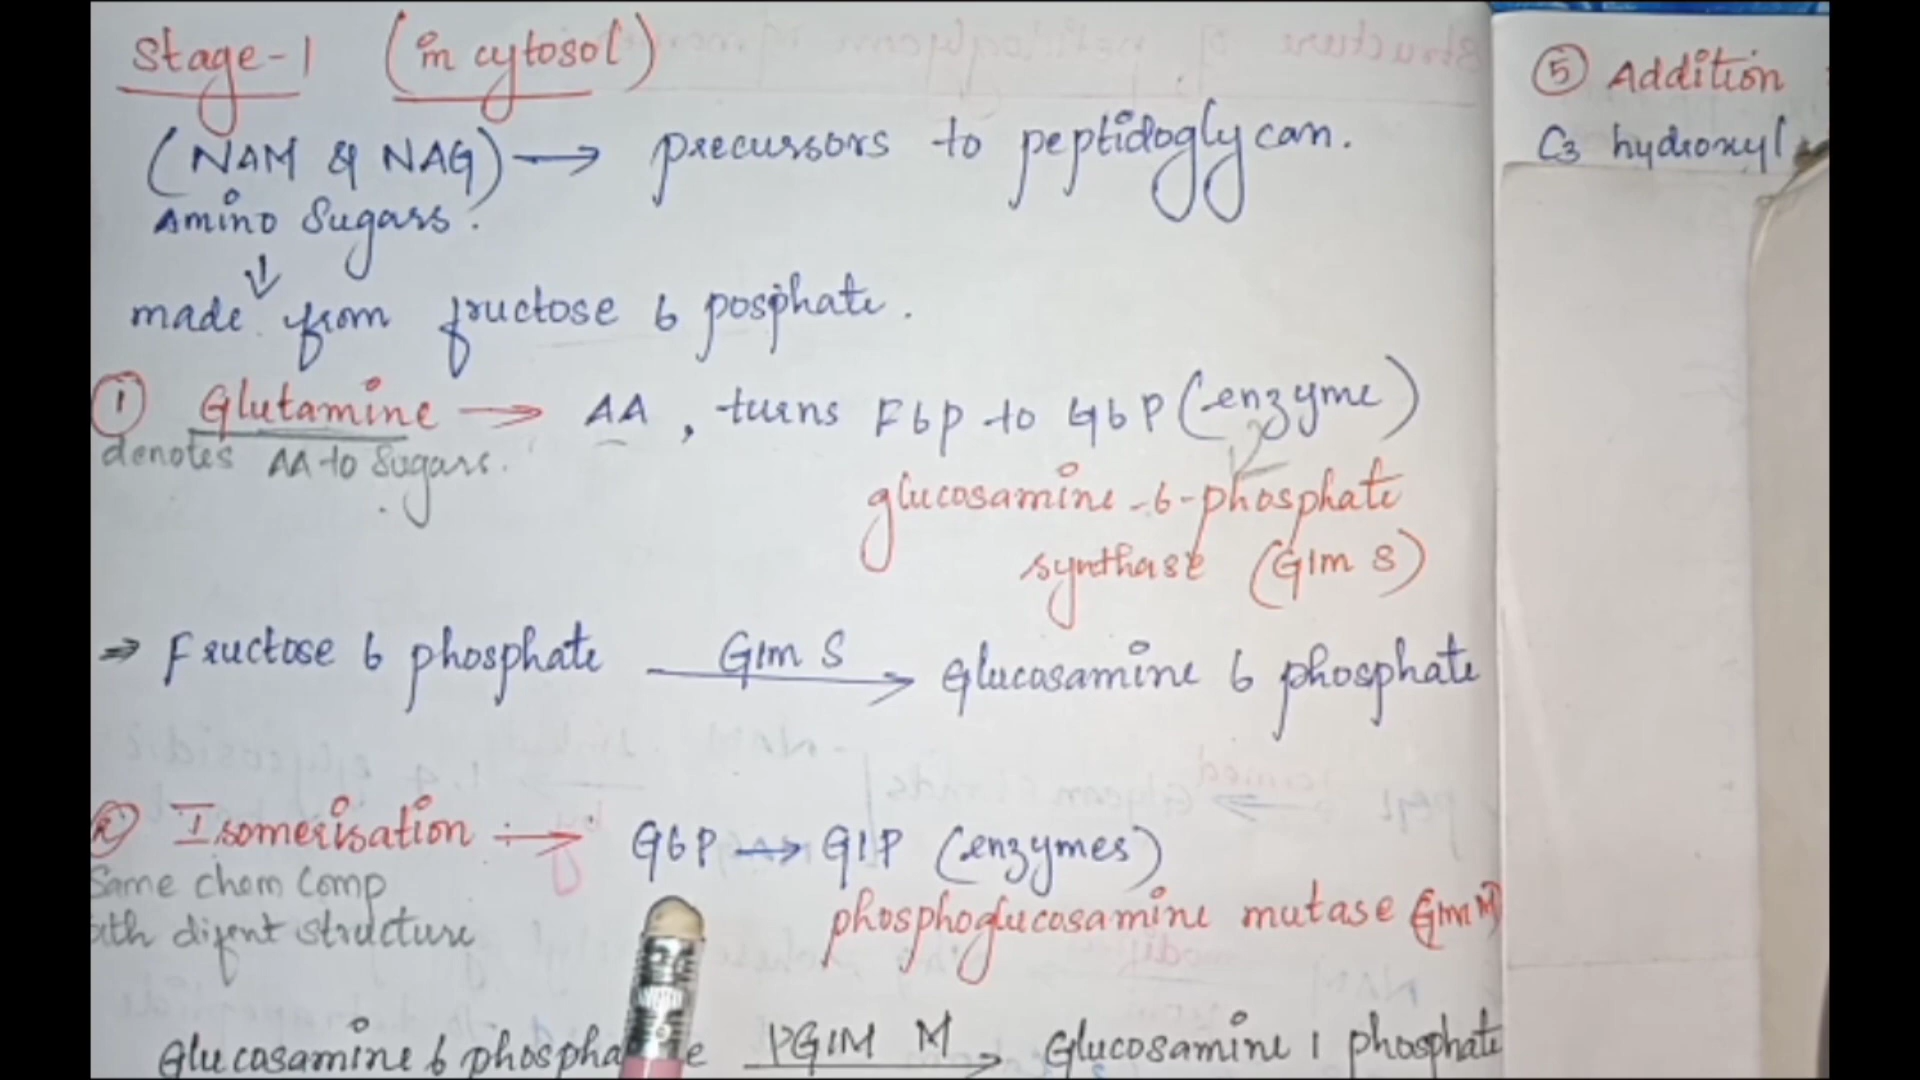 Stage-1 (in cytosol)
(NAM & NAG) → precursors to peptidoglycan.
Amino Sugars.
↓
made from fructose 6 posphate.
① Glutamine → AA, turns F6P to G6P (enzyme)
denotes AA to Sugars.
glucosamine-6-phosphate
synthase (Glm S)
⇒ Fructose 6 phosphate Glm S → Glucosamine 6 phosphate
② Isomerisation → G6P → G1P (enzymes)
Same chem comp
with difent structure
phosphoglucosamine mutase (Glm M)
Glucosamine 6 phosphate PGlM M → Glucosamine 1 phosphate
⑤ Addition
C3 hydroxyl